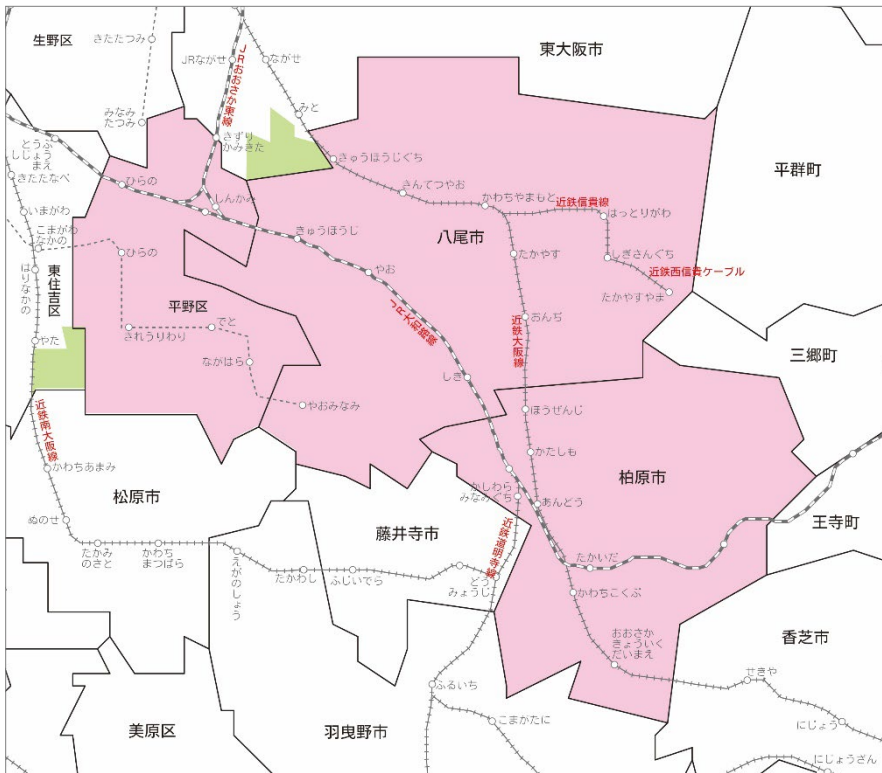 生野区
きたたつみ
JRながせ
JRおおさか東線
ながせ
東大阪市
みなみ
たつみ
みと
とうぶ
しじょう
まえ
きずり
かみきた
きたたなべ
きゅうほうじぐち
平群町
ひらの
きんてつやお
いまがわ
しんかみ
かわちやまもと
近鉄信貴線
はっとりがわ
こまがわ
なかの
きゅうほうじ
八尾市
ひらの
たかやす
しぎさんぐち
近鉄西信貴ケーブル
はりなかの
東住吉区
やお
たかやすやま
平野区
JR大和路線
おんぢ
近鉄大阪線
きれうりわり
でと
やた
ながはら
三郷町
しき
近鉄南大阪線
やおみなみ
ほうぜんじ
かたしも
かわちあまみ
松原市
かしわら
みなみぐち
柏原市
あんどう
ぬのせ
藤井寺市
近鉄道明寺線
王寺町
たかみ
のさと
かわち
まつばら
えがのしょう
たかわし
ふじいでら
どう
みょうじ
たかいだ
かわちこくぶ
おおさか
きょういく
だいまえ
香芝市
せきや
ふるいち
美原区
羽曳野市
こまがたに
にじょう
にじょうざん